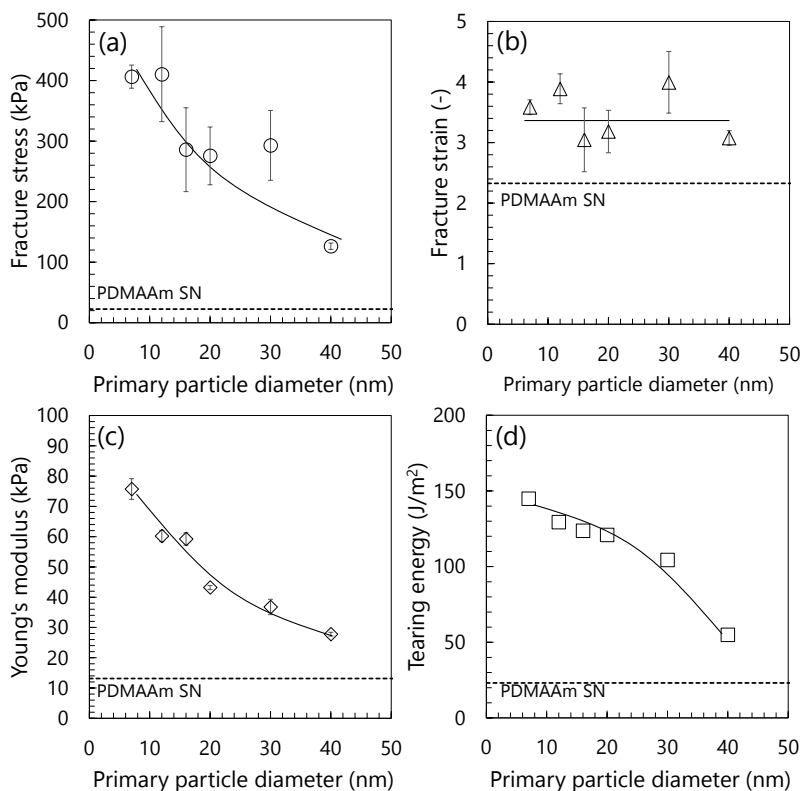 (a)
Fracture stress (kPa)
500
400
300
200
100
0
PDMAAm SN
0 10 20 30 40 50
Primary particle diameter (nm)
(b)
Fracture strain (-)
5
4
3
2
1
0
PDMAAm SN
0 10 20 30 40 50
Primary particle diameter (nm)
(c)
Young's modulus (kPa)
100
90
80
70
60
50
40
30
20
10
0
PDMAAm SN
0 10 20 30 40 50
Primary particle diameter (nm)
(d)
Tearing energy (J/m²)
200
150
100
50
0
PDMAAm SN
0 10 20 30 40 50
Primary particle diameter (nm)